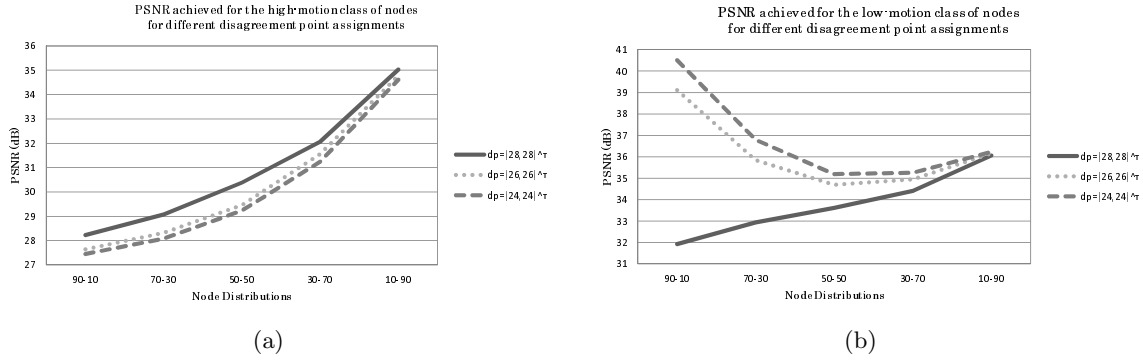 PSNR achieved for the high-motion class of nodes
for different disagreement point assignments
36
35
34
33
32
31
30
29
28
27
PSNR (dB)
90-10 70-30 50-50 30-70 10-90
Node Distributions
dp=|28,28|^т
dp=|26,26|^т
dp=|24,24|^т
(a)
PSNR achieved for the low-motion class of nodes
for different disagreement point assignments
41
40
39
38
37
36
35
34
33
32
31
PSNR (dB)
90-10 70-30 50-50 30-70 10-90
Node Distributions
dp=|28,28|^т
dp=|26,26|^т
dp=|24,24|^т
(b)